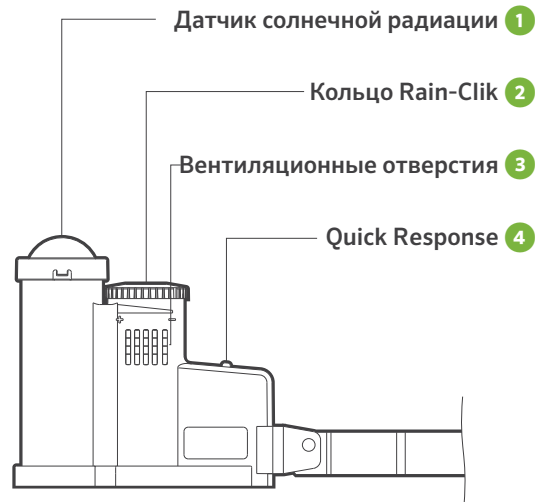 Датчик солнечной радиации 1
Кольцо Rain-Clik 2
Вентиляционные отверстия 3
Quick Response 4
+ −